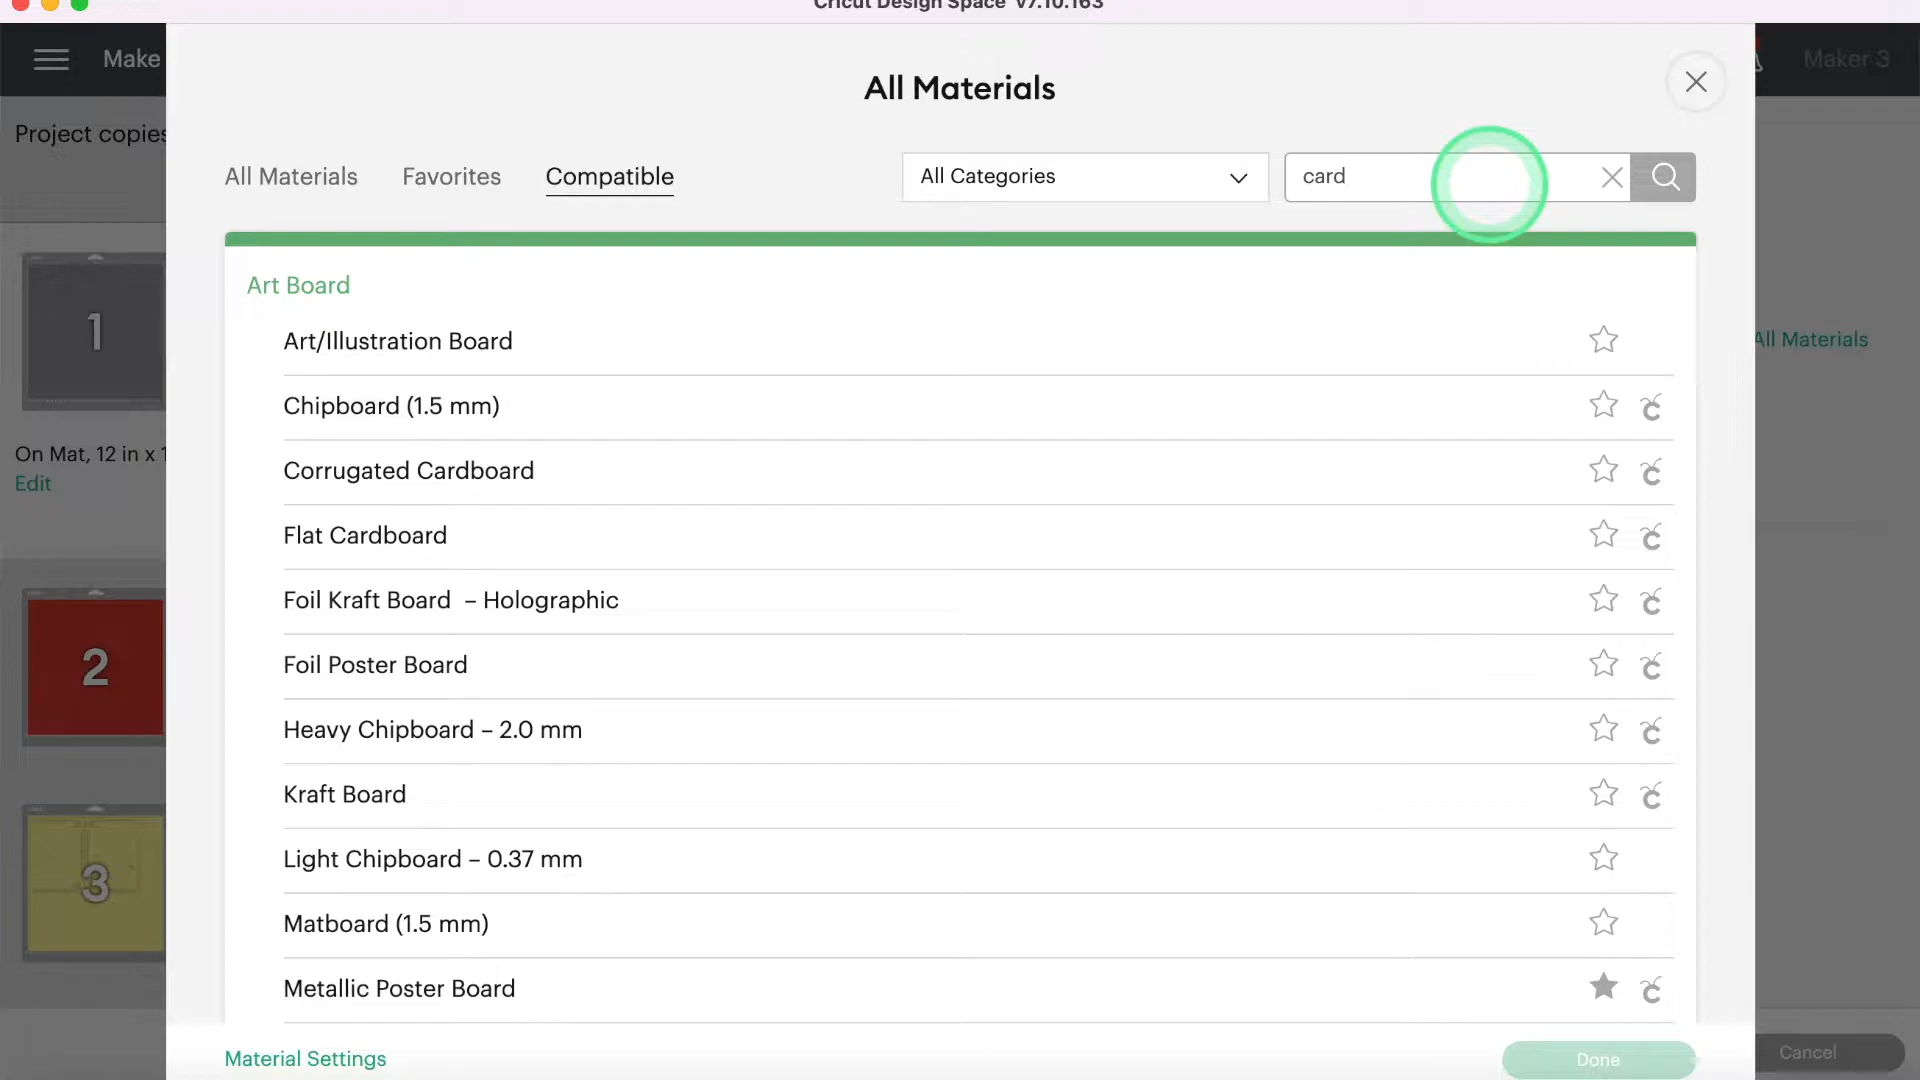 Cricut Design Space v7.10.163
Make
Maker 3
All Materials
Project copies
All Materials
Favorites
Compatible
All Categories
card
Art Board
Art/Illustration Board
Chipboard (1.5 mm)
Corrugated Cardboard
Flat Cardboard
Foil Kraft Board – Holographic
Foil Poster Board
Heavy Chipboard – 2.0 mm
Kraft Board
Light Chipboard – 0.37 mm
Matboard (1.5 mm)
Metallic Poster Board
1
On Mat, 12 in x 1
Edit
2
3
All Materials
Material Settings
Done
Cancel